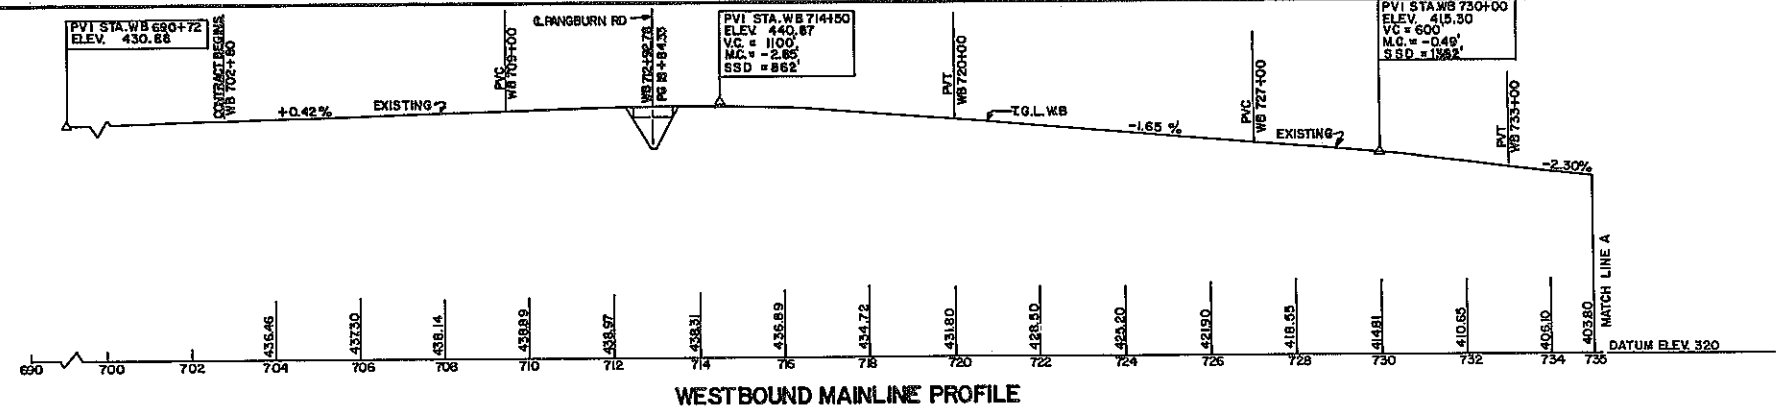 PVI STA.WB 690+72
ELEV. 430.88
CONTRACT BEGINS
WB 702+80
+0.42%
EXISTING
PVC
WB 709+00
℄ PANGBURN RD
WB 712+92.78
PG 19+84.33
PVI STA.WB 714+50
ELEV. 440.87
V.C. = 1100'
M.C. = -2.85'
SSD = 862'
PVT
WB 720+00
T.G.L. WB
-1.65 %
PVC
WB 727+00
EXISTING
PVI STA.WB 730+00
ELEV. 415.30
VC = 600'
M.C. = -0.49'
SSD = 1362'
PVT
WB 733+00
-2.30%
MATCH LINE A
436.46
437.30
438.14
438.89
438.97
438.31
436.89
434.72
431.80
428.50
425.20
421.90
418.55
414.81
410.65
406.10
403.80
DATUM ELEV. 320
690 700 702 704 706 708 710 712 714 716 718 720 722 724 726 728 730 732 734 735
WESTBOUND MAINLINE PROFILE